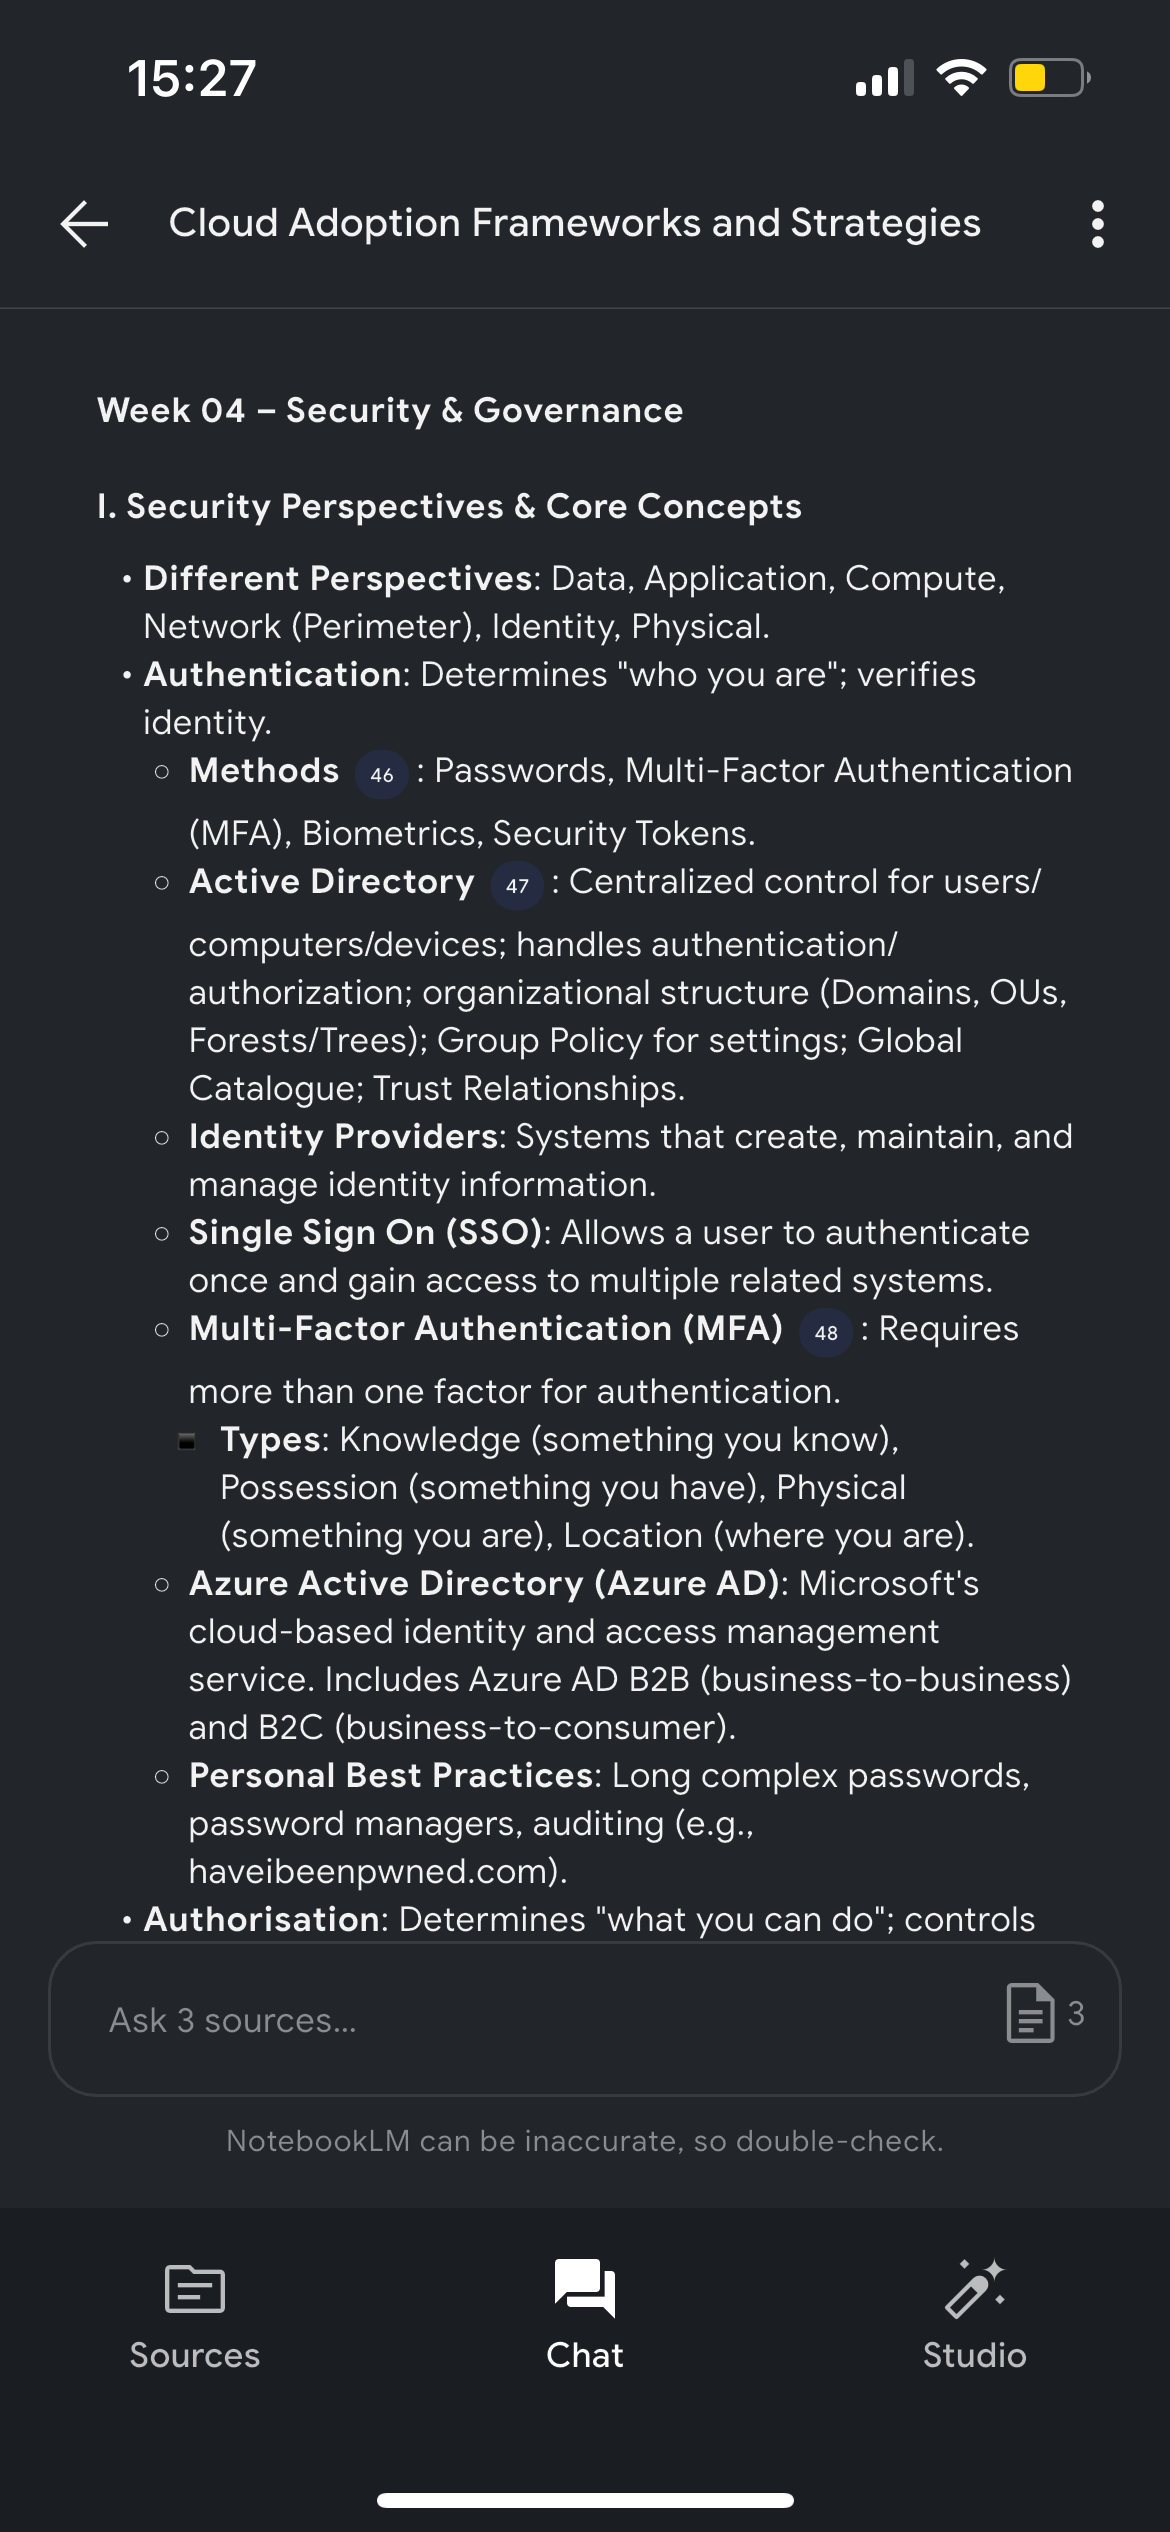 15:27
Cloud Adoption Frameworks and Strategies
Week 04 – Security & Governance
I. Security Perspectives & Core Concepts
• Different Perspectives: Data, Application, Compute,
Network (Perimeter), Identity, Physical.
• Authentication: Determines "who you are"; verifies
identity.
○ Methods 46 : Passwords, Multi-Factor Authentication
(MFA), Biometrics, Security Tokens.
○ Active Directory 47 : Centralized control for users/
computers/devices; handles authentication/
authorization; organizational structure (Domains, OUs,
Forests/Trees); Group Policy for settings; Global
Catalogue; Trust Relationships.
○ Identity Providers: Systems that create, maintain, and
manage identity information.
○ Single Sign On (SSO): Allows a user to authenticate
once and gain access to multiple related systems.
○ Multi-Factor Authentication (MFA) 48 : Requires
more than one factor for authentication.
▪ Types: Knowledge (something you know),
Possession (something you have), Physical
(something you are), Location (where you are).
○ Azure Active Directory (Azure AD): Microsoft's
cloud-based identity and access management
service. Includes Azure AD B2B (business-to-business)
and B2C (business-to-consumer).
○ Personal Best Practices: Long complex passwords,
password managers, auditing (e.g.,
haveibeenpwned.com).
• Authorisation: Determines "what you can do"; controls
Ask 3 sources... 3
NotebookLM can be inaccurate, so double-check.
Sources Chat Studio